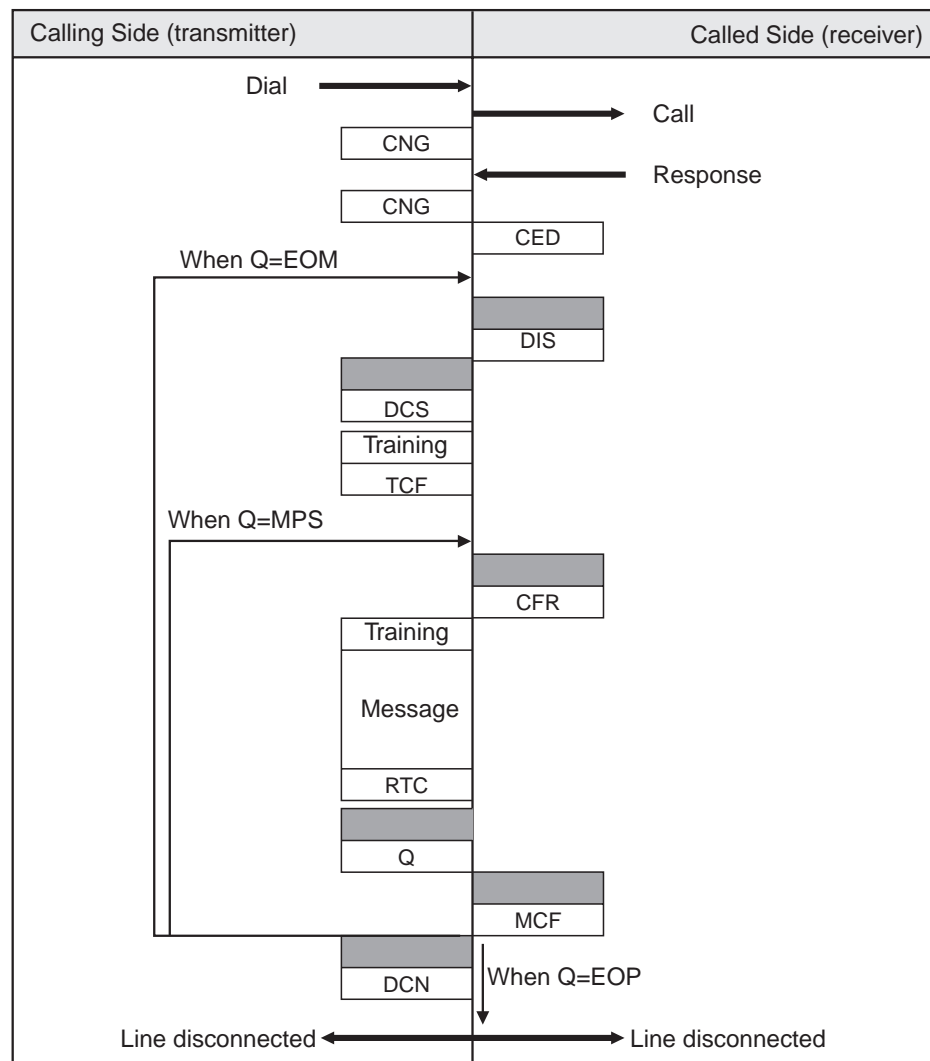 Calling Side (transmitter)
Called Side (receiver)
Dial
Call
CNG
Response
CNG
CED
When Q=EOM
DIS
DCS
Training
TCF
When Q=MPS
CFR
Training
Message
RTC
Q
MCF
When Q=EOP
DCN
Line disconnected
Line disconnected